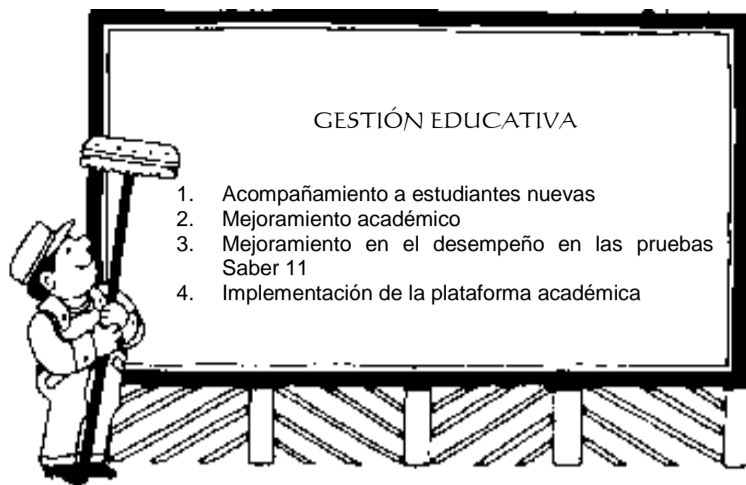 GESTIÓN EDUCATIVA
1. Acompañamiento a estudiantes nuevas
2. Mejoramiento académico
3. Mejoramiento en el desempeño en las pruebas
Saber 11
4. Implementación de la plataforma académica